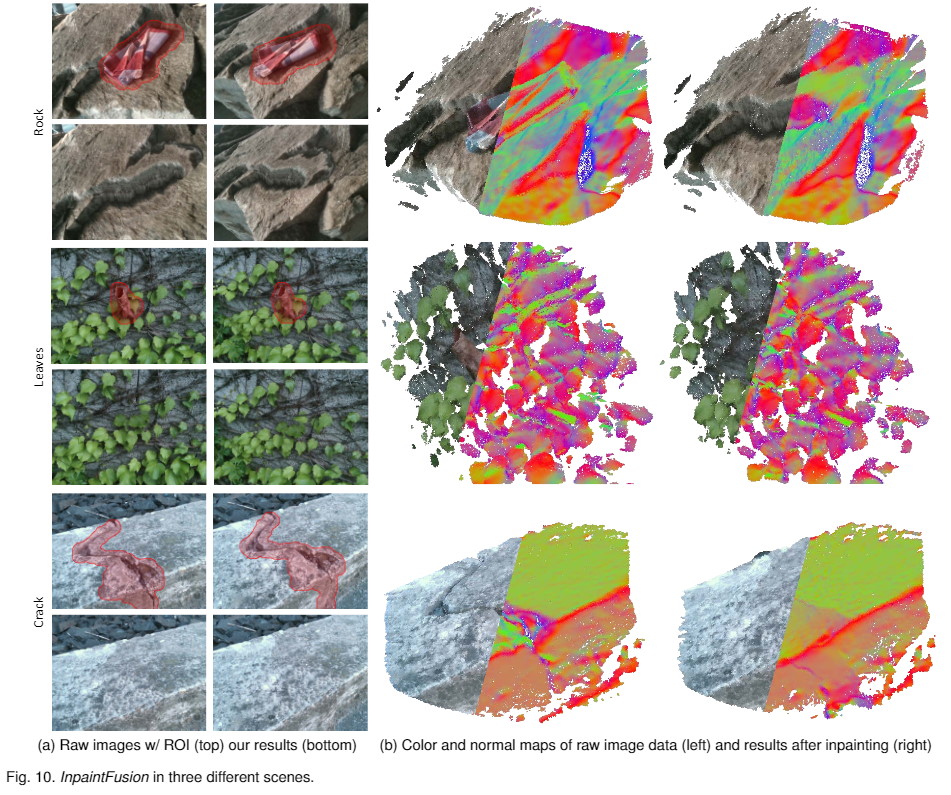 Rock
Leaves
Crack
(a) Raw images w/ ROI (top) our results (bottom)
(b) Color and normal maps of raw image data (left) and results after inpainting (right)
Fig. 10. InpaintFusion in three different scenes.